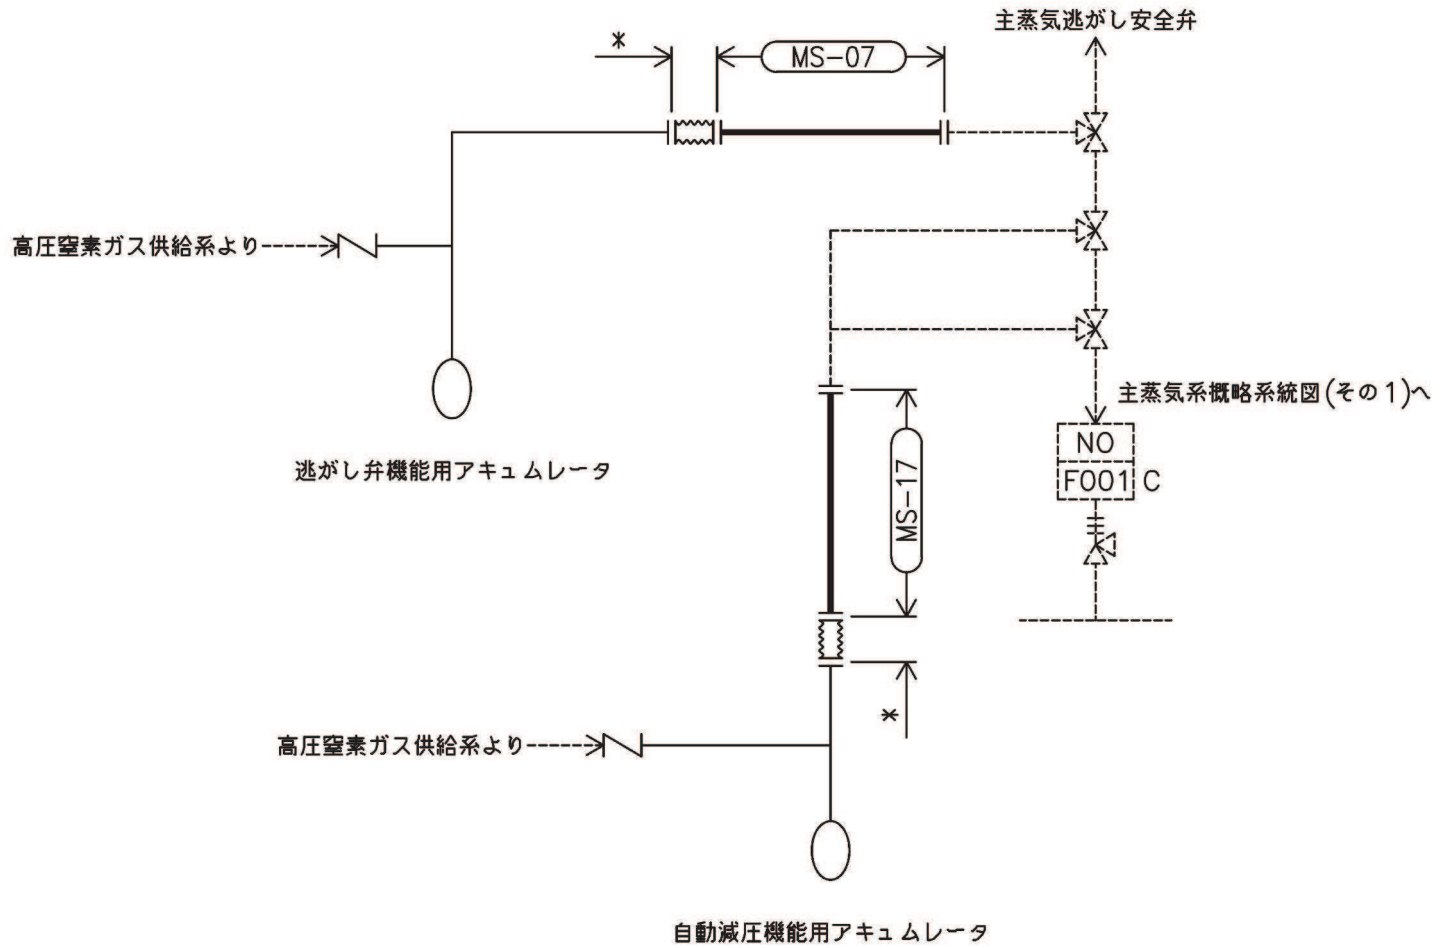 主蒸気逃がし安全弁
*
MS-07
高圧窒素ガス供給系より
主蒸気系概略系統図(その1)へ
NO
F001 C
逃がし弁機能用アキュムレータ
MS-17
*
高圧窒素ガス供給系より
自動減圧機能用アキュムレータ